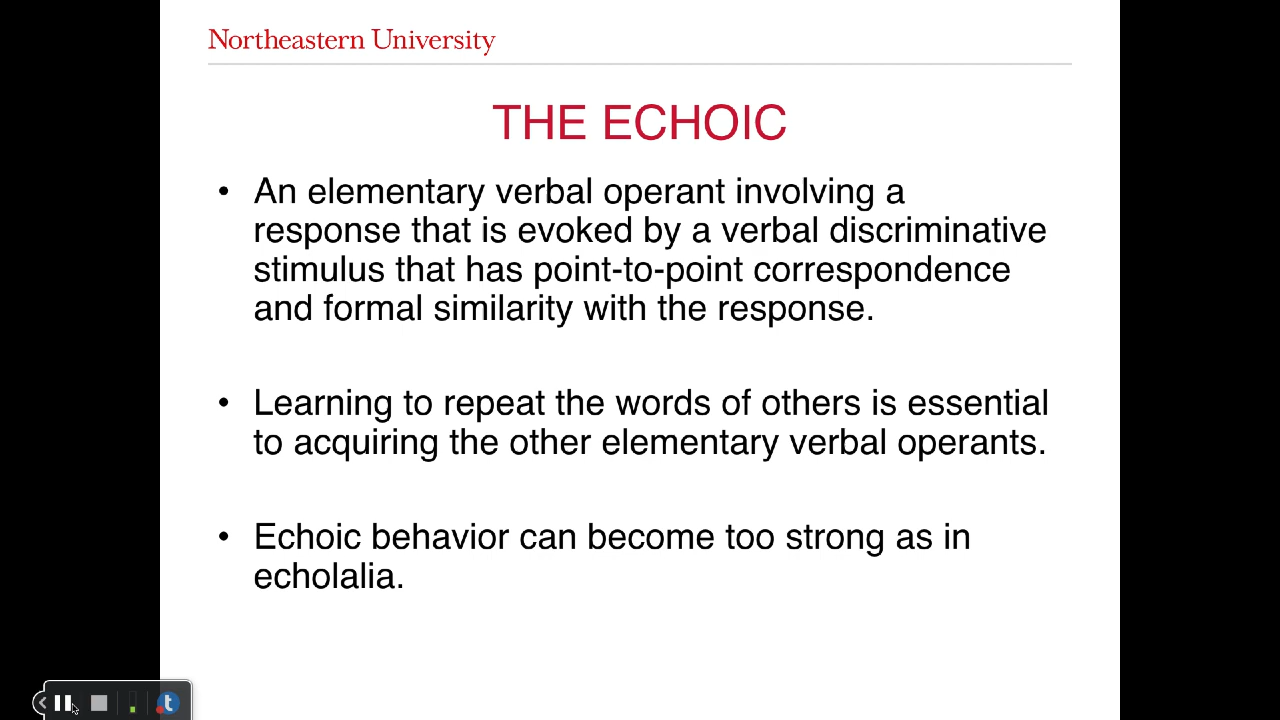 Northeastern University
THE ECHOIC
• An elementary verbal operant involving a
response that is evoked by a verbal discriminative
stimulus that has point-to-point correspondence
and formal similarity with the response.
• Learning to repeat the words of others is essential
to acquiring the other elementary verbal operants.
• Echoic behavior can become too strong as in
echolalia.
t